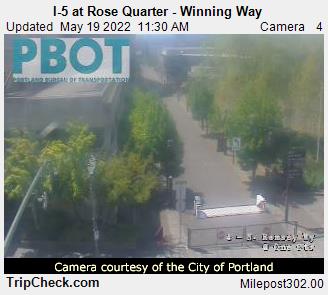 I-5 at Rose Quarter - Winning Way
Updated May 19 2022 11:30 AM Camera 4
PBOT
PORTLAND BUREAU OF TRANSPORTATION
Camera courtesy of the City of Portland
TripCheck.com Milepost302.00